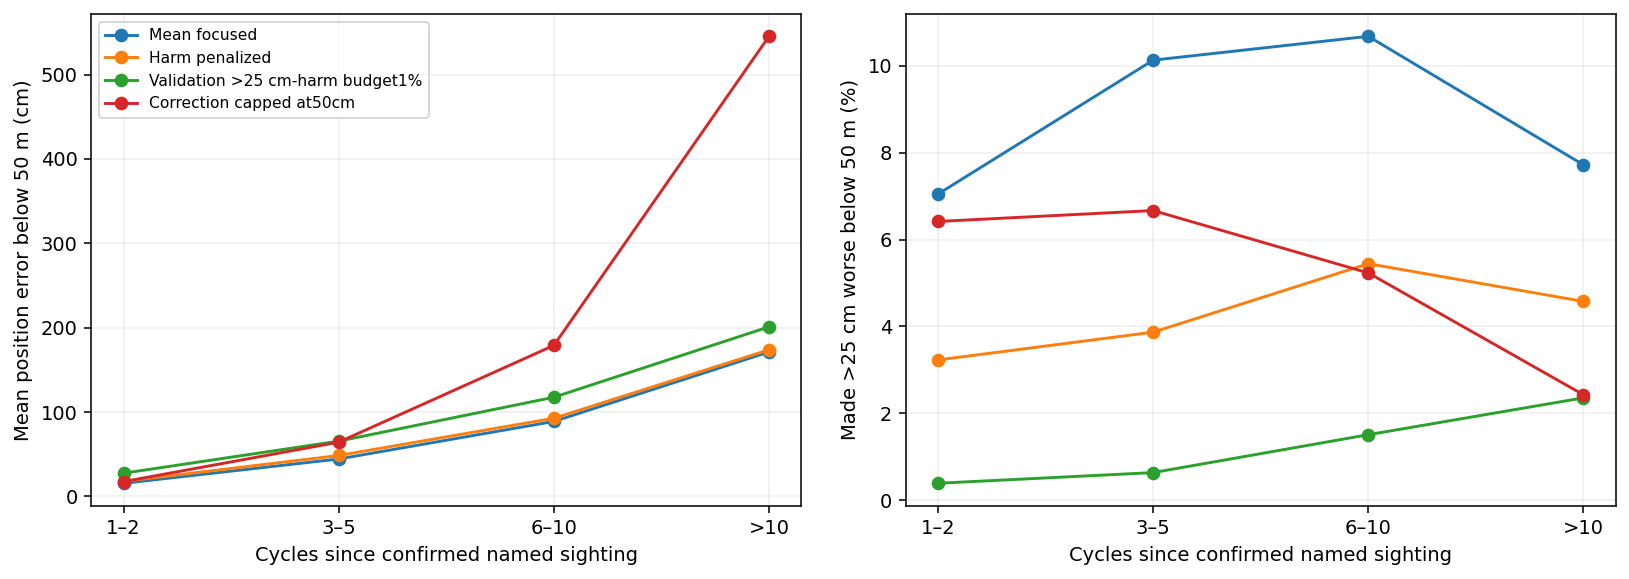 Mean focused
Harm penalized
Validation >25 cm-harm budget1%
Correction capped at50cm
Mean position error below 50 m (cm)
500
400
300
200
100
0
1–2
3–5
6–10
>10
Cycles since confirmed named sighting
Made >25 cm worse below 50 m (%)
10
8
6
4
2
0
1–2
3–5
6–10
>10
Cycles since confirmed named sighting